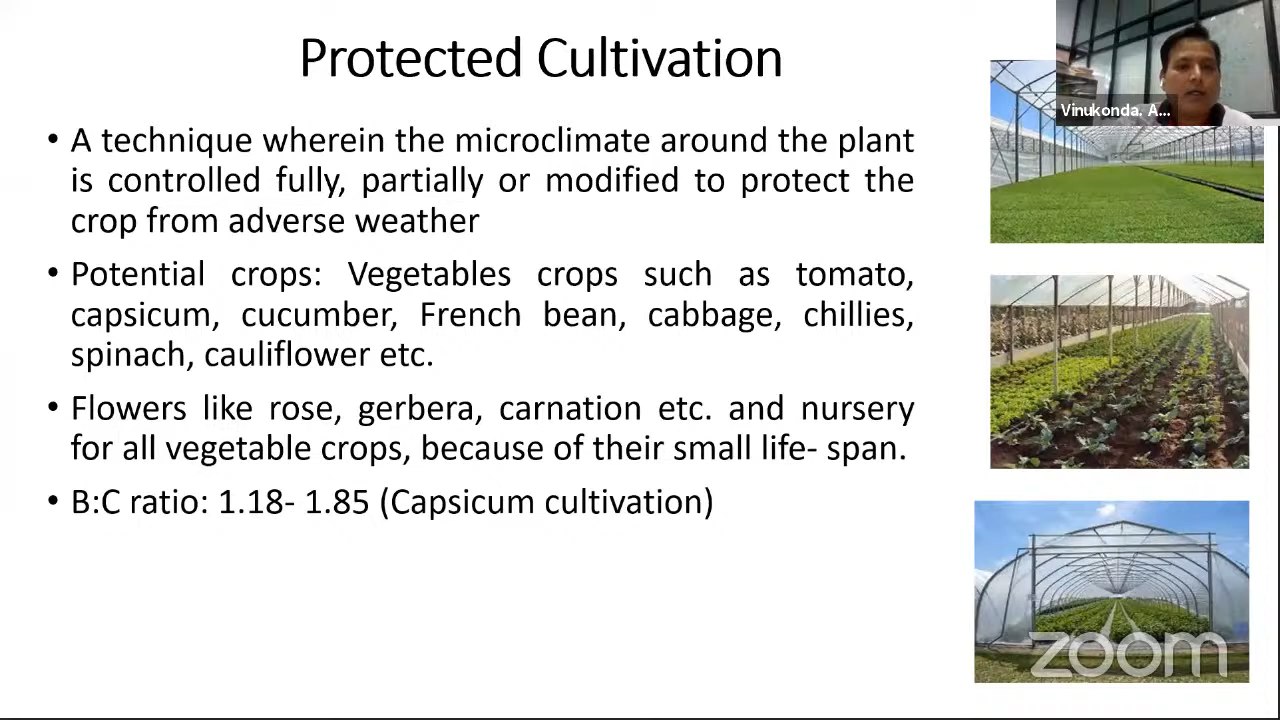 Protected Cultivation
Vinukonda. A...
• A technique wherein the microclimate around the plant
is controlled fully, partially or modified to protect the
crop from adverse weather
• Potential crops: Vegetables crops such as tomato,
capsicum, cucumber, French bean, cabbage, chillies,
spinach, cauliflower etc.
• Flowers like rose, gerbera, carnation etc. and nursery
for all vegetable crops, because of their small life- span.
• B:C ratio: 1.18- 1.85 (Capsicum cultivation)
zoom